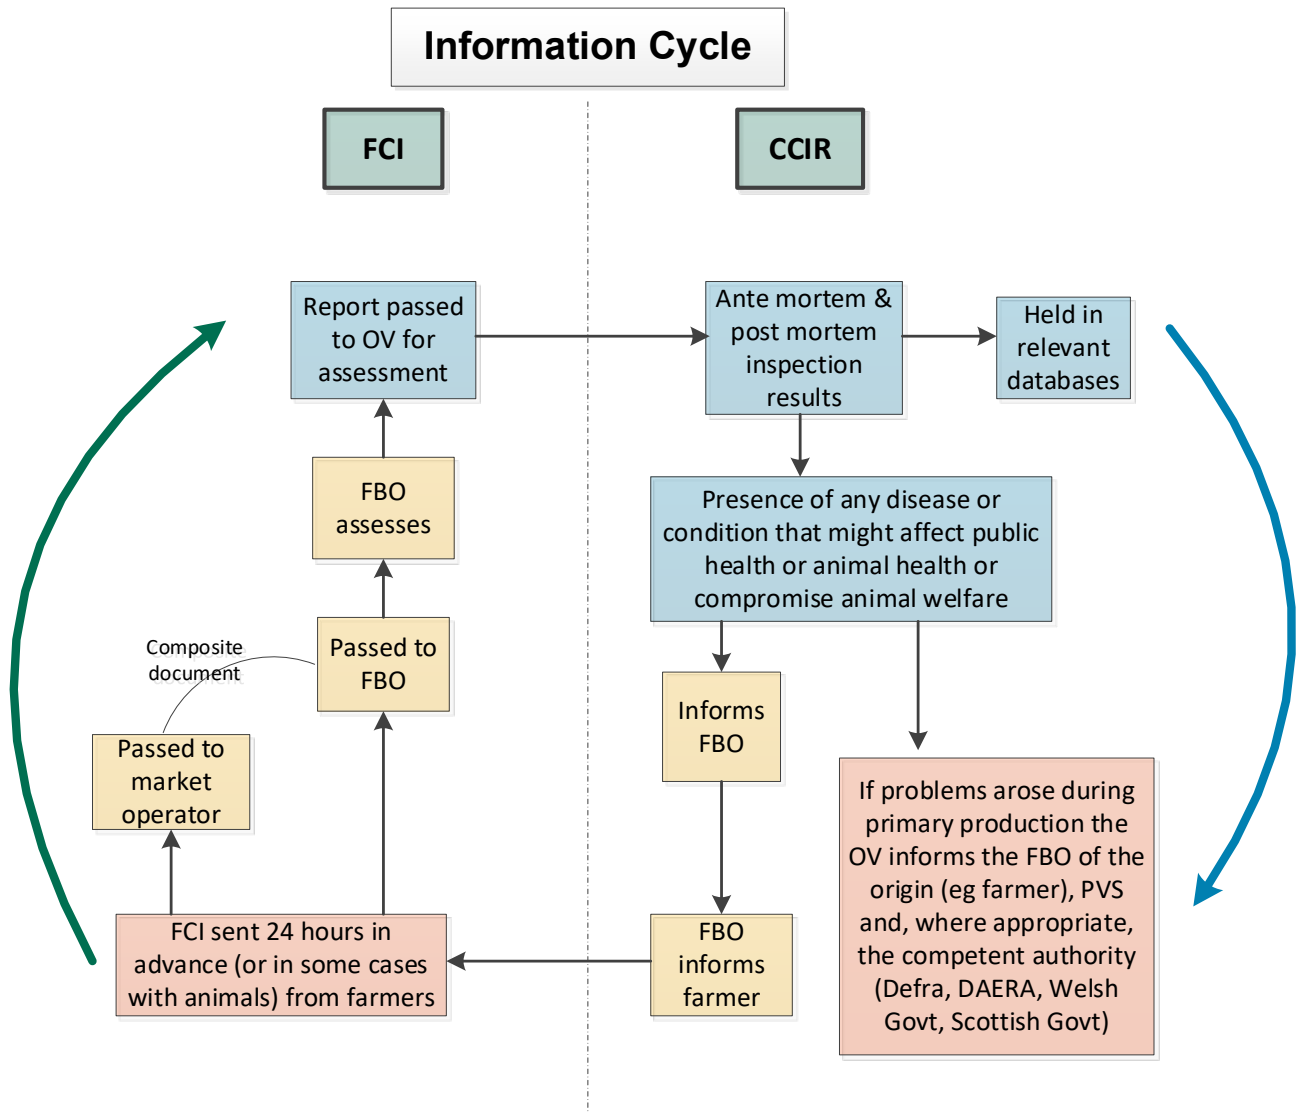 Information Cycle
FCI
CCIR
Report passed
to OV for
assessment
Ante mortem &
post mortem
inspection
results
Held in
relevant
databases
FBO
assesses
Presence of any disease or
condition that might affect public
health or animal health or
compromise animal welfare
Composite
document
Passed to
FBO
Informs
FBO
Passed to
market
operator
If problems arose during
primary production the
OV informs the FBO of the
origin (eg farmer), PVS
and, where appropriate,
the competent authority
(Defra, DAERA, Welsh
Govt, Scottish Govt)
FCI sent 24 hours in
advance (or in some cases
with animals) from farmers
FBO
informs
farmer